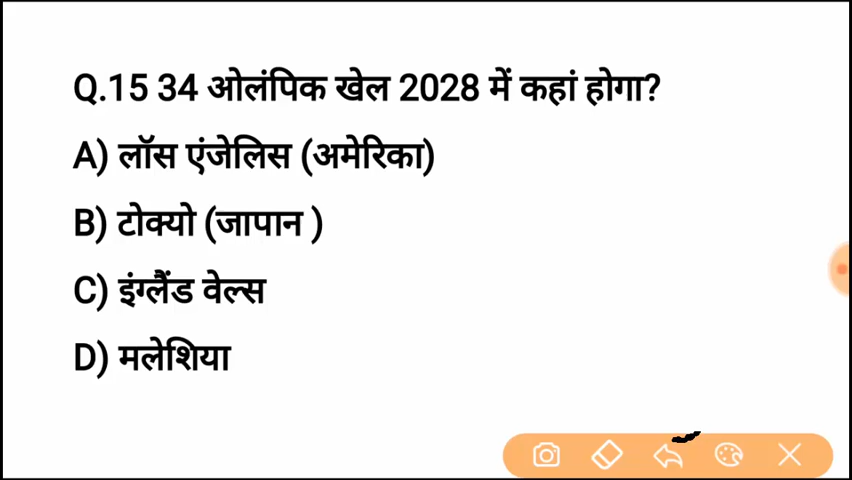 Q.15 34 ओलंपिक खेल 2028 में कहां होगा?
A) लॉस एंजेलिस (अमेरिका)
B) टोक्यो (जापान )
C) इंग्लैंड वेल्स
D) मलेशिया